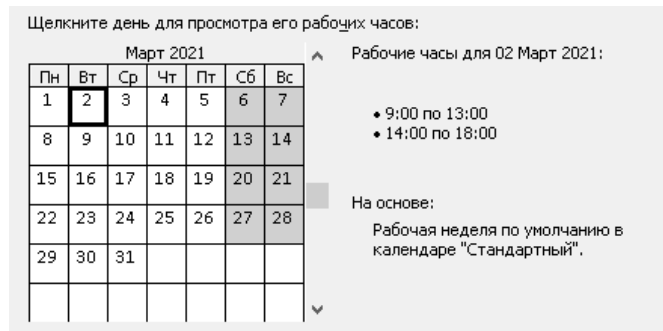 Щелкните день для просмотра его рабочих часов:
Март 2021
Пн Вт Ср Чт Пт Сб Вс
1 2 3 4 5 6 7
8 9 10 11 12 13 14
15 16 17 18 19 20 21
22 23 24 25 26 27 28
29 30 31
Рабочие часы для 02 Март 2021:
• 9:00 по 13:00
• 14:00 по 18:00
На основе:
Рабочая неделя по умолчанию в
календаре "Стандартный".